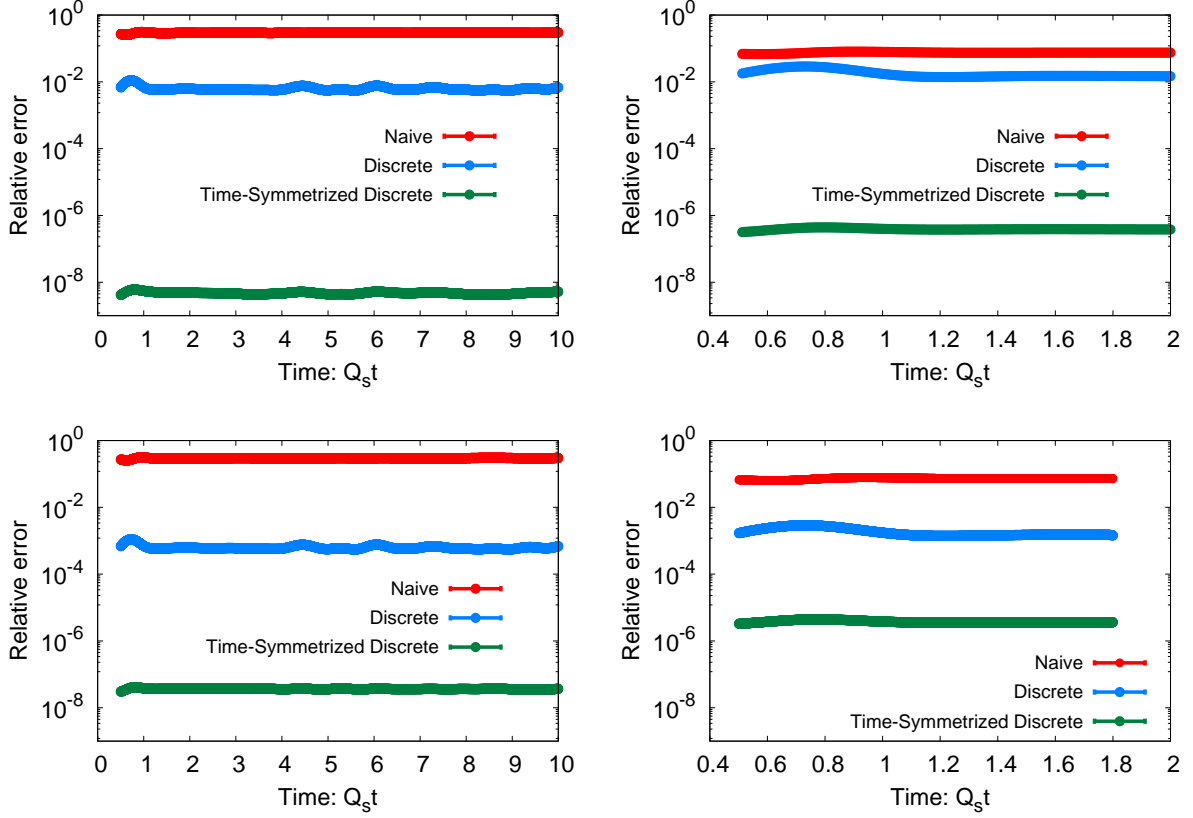 Relative error
10^0
10^-2
10^-4
10^-6
10^-8
Naive
Discrete
Time-Symmetrized Discrete
0 1 2 3 4 5 6 7 8 9 10
Time: Q_s t
Relative error
10^0
10^-2
10^-4
10^-6
10^-8
Naive
Discrete
Time-Symmetrized Discrete
0.4 0.6 0.8 1 1.2 1.4 1.6 1.8 2
Time: Q_s t
Relative error
10^0
10^-2
10^-4
10^-6
10^-8
Naive
Discrete
Time-Symmetrized Discrete
0 1 2 3 4 5 6 7 8 9 10
Time: Q_s t
Relative error
10^0
10^-2
10^-4
10^-6
10^-8
Naive
Discrete
Time-Symmetrized Discrete
0.4 0.6 0.8 1 1.2 1.4 1.6 1.8 2
Time: Q_s t